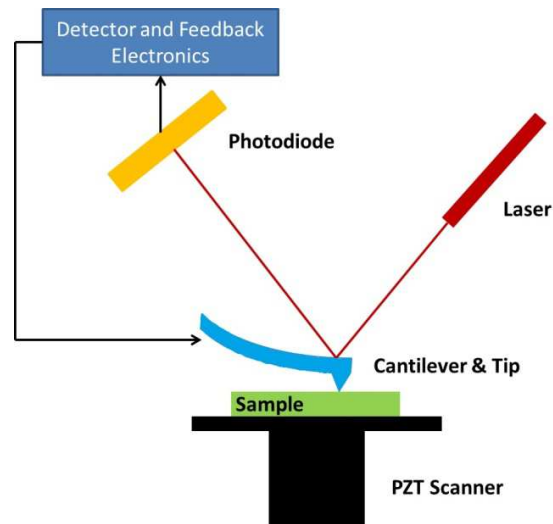 Detector and Feedback
Electronics
Photodiode
Laser
Cantilever & Tip
Sample
PZT Scanner